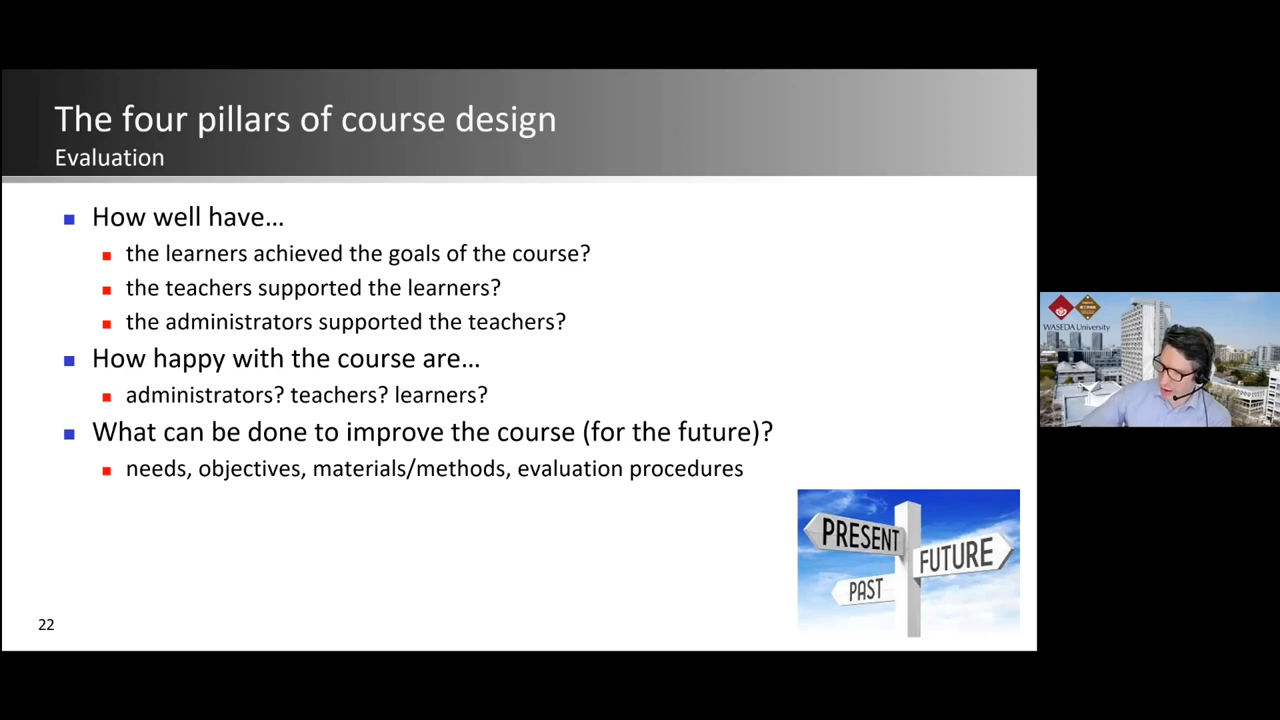 The four pillars of course design
Evaluation
How well have…
the learners achieved the goals of the course?
the teachers supported the learners?
the administrators supported the teachers?
How happy with the course are…
administrators? teachers? learners?
What can be done to improve the course (for the future)?
needs, objectives, materials/methods, evaluation procedures
PRESENT
FUTURE
PAST
22
WASEDA University